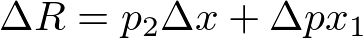 ΔR = p₂Δx + Δpx₁